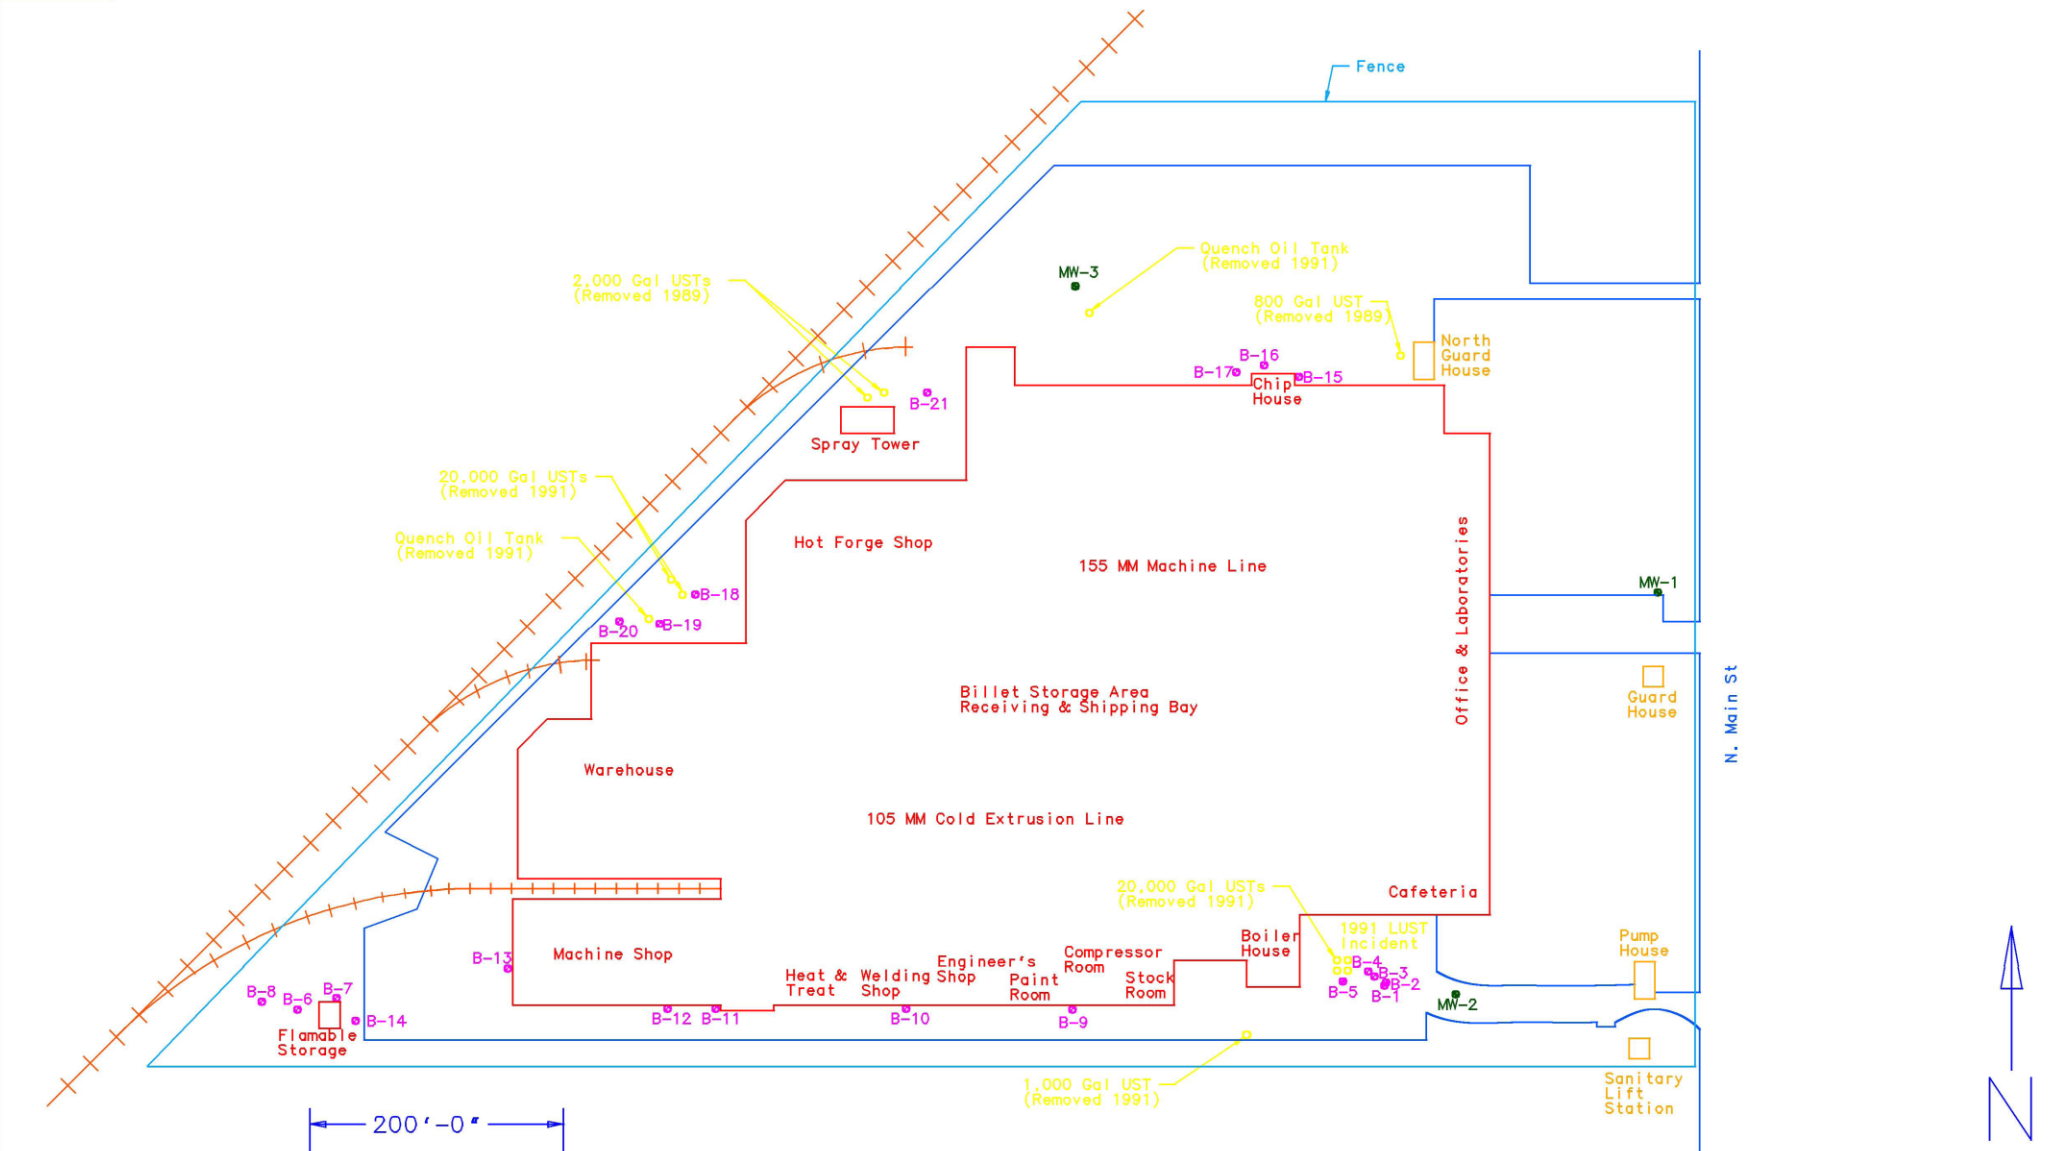 Fence
Quench Oil Tank
(Removed 1991)
MW-3
2,000 Gal USTs
(Removed 1989)
800 Gal UST
(Removed 1989)
North
Guard
House
B-16
B-17
B-15
Chip
House
B-21
Spray Tower
20,000 Gal USTs
(Removed 1991)
Quench Oil Tank
(Removed 1991)
Hot Forge Shop
155 MM Machine Line
Office & Laboratories
MW-1
B-18
B-19
B-20
Guard
House
N. Main St
Billet Storage Area
Receiving & Shipping Bay
Warehouse
105 MM Cold Extrusion Line
20,000 Gal USTs
(Removed 1991)
Cafeteria
1991 LUST
Incident
Boiler
House
Pump
House
Machine Shop
B-13
Heat &
Treat
Welding
Shop
Engineer's
Shop
Paint
Room
Compressor
Room
Stock
Room
B-4
B-3
B-2
B-1
B-5
MW-2
B-8
B-6
B-7
B-14
B-12
B-11
B-10
B-9
Flamable
Storage
1,000 Gal UST
(Removed 1991)
Sanitary
Lift
Station
200'-0"
N